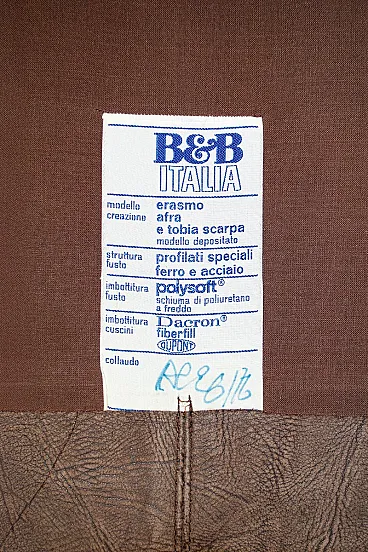 B&B
ITALIA
modello erasmo
creazione afra
e tobia scarpa
modello depositato
struttura profilati speciali
fusto ferro e acciaio
imbottitura polysoft®
fusto schiuma di poliuretano
a freddo
imbottitura Dacron®
cuscini fiberfill
DUPONT
collaudo